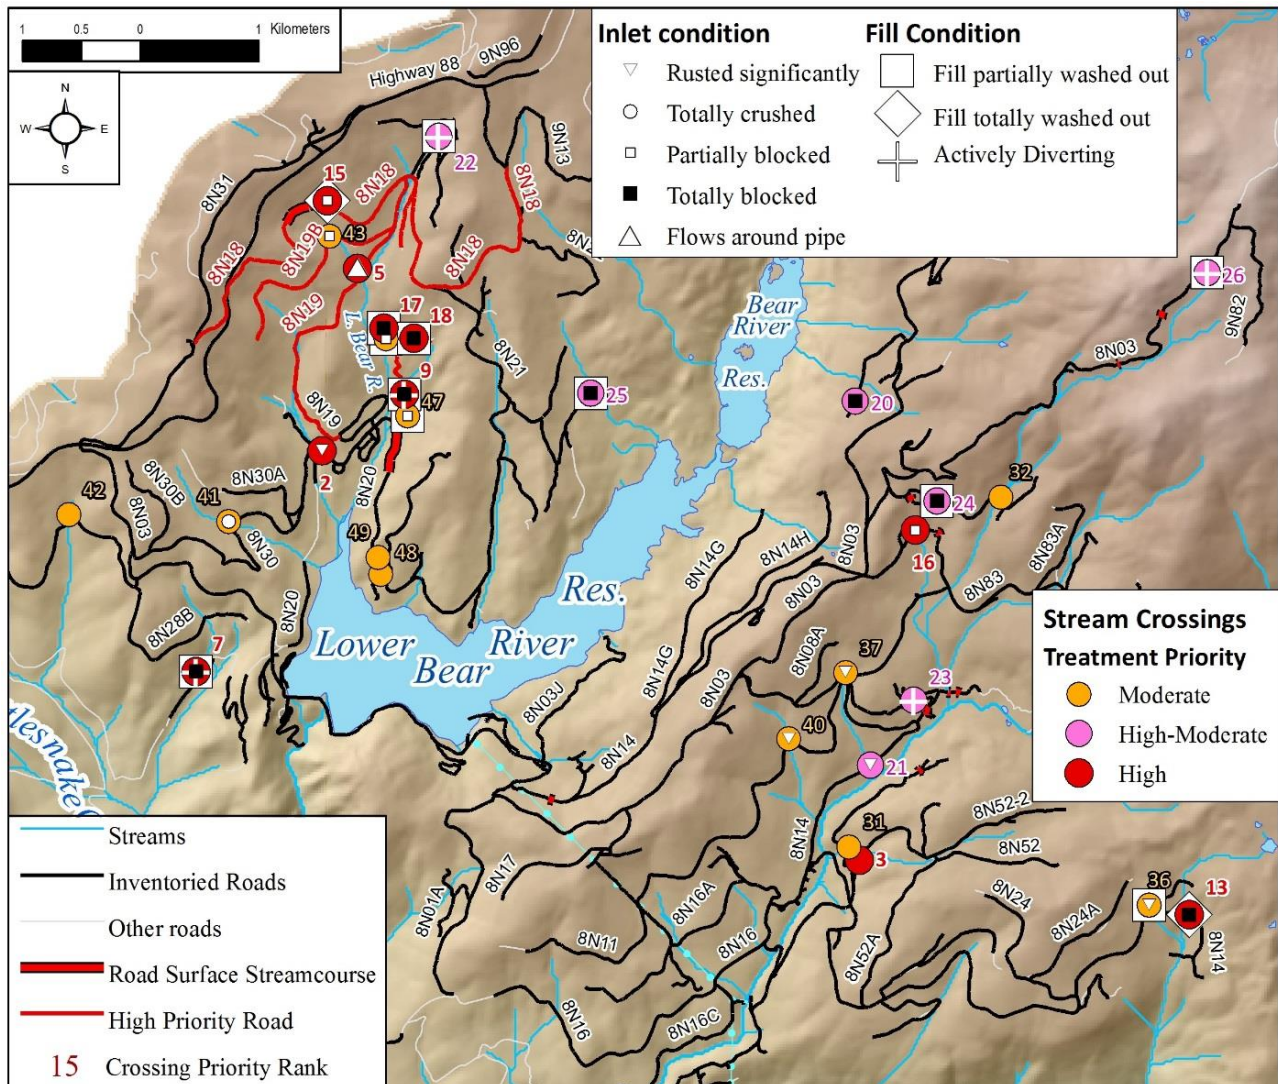 1 0.5 0 1 Kilometers
N
W E
S
Inlet condition
Rusted significantly
Totally crushed
Partially blocked
Totally blocked
Flows around pipe
Fill Condition
Fill partially washed out
Fill totally washed out
Actively Diverting
Highway 88
9N96
9N13
8N31
22
15
8N18
8N18
8N19B
43
8N18
8N18
5
26
8N19
17
18
L. Bear R.
Bear
River
Res.
9N82
8N03
8N21
9
25
20
8N19
47
2
8N30A
8N30B
8N20
42
41
8N03
8N30
49
48
32
24
16
8N03
8N83A
8N83
8N14H
8N14G
8N03
8N28B
7
8N20
Lower
Bear
River
Res.
8N14G
8N08A
37
8N03
23
8N03J
40
8N14
21
Stream Crossings
Treatment Priority
Moderate
High-Moderate
High
tlesnake
8N52-2
8N52
31
3
8N14
8N17
8N01A
8N16A
8N16
8N11
8N24
8N24A
36
13
8N14
8N52A
8N16
8N16C
Streams
Inventoried Roads
Other roads
Road Surface Streamcourse
High Priority Road
15 Crossing Priority Rank